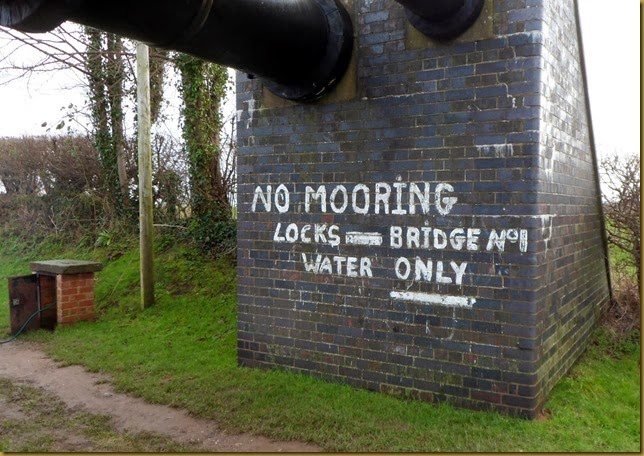 NO MOORING
LOCKS — BRIDGE Nº1
WATER ONLY